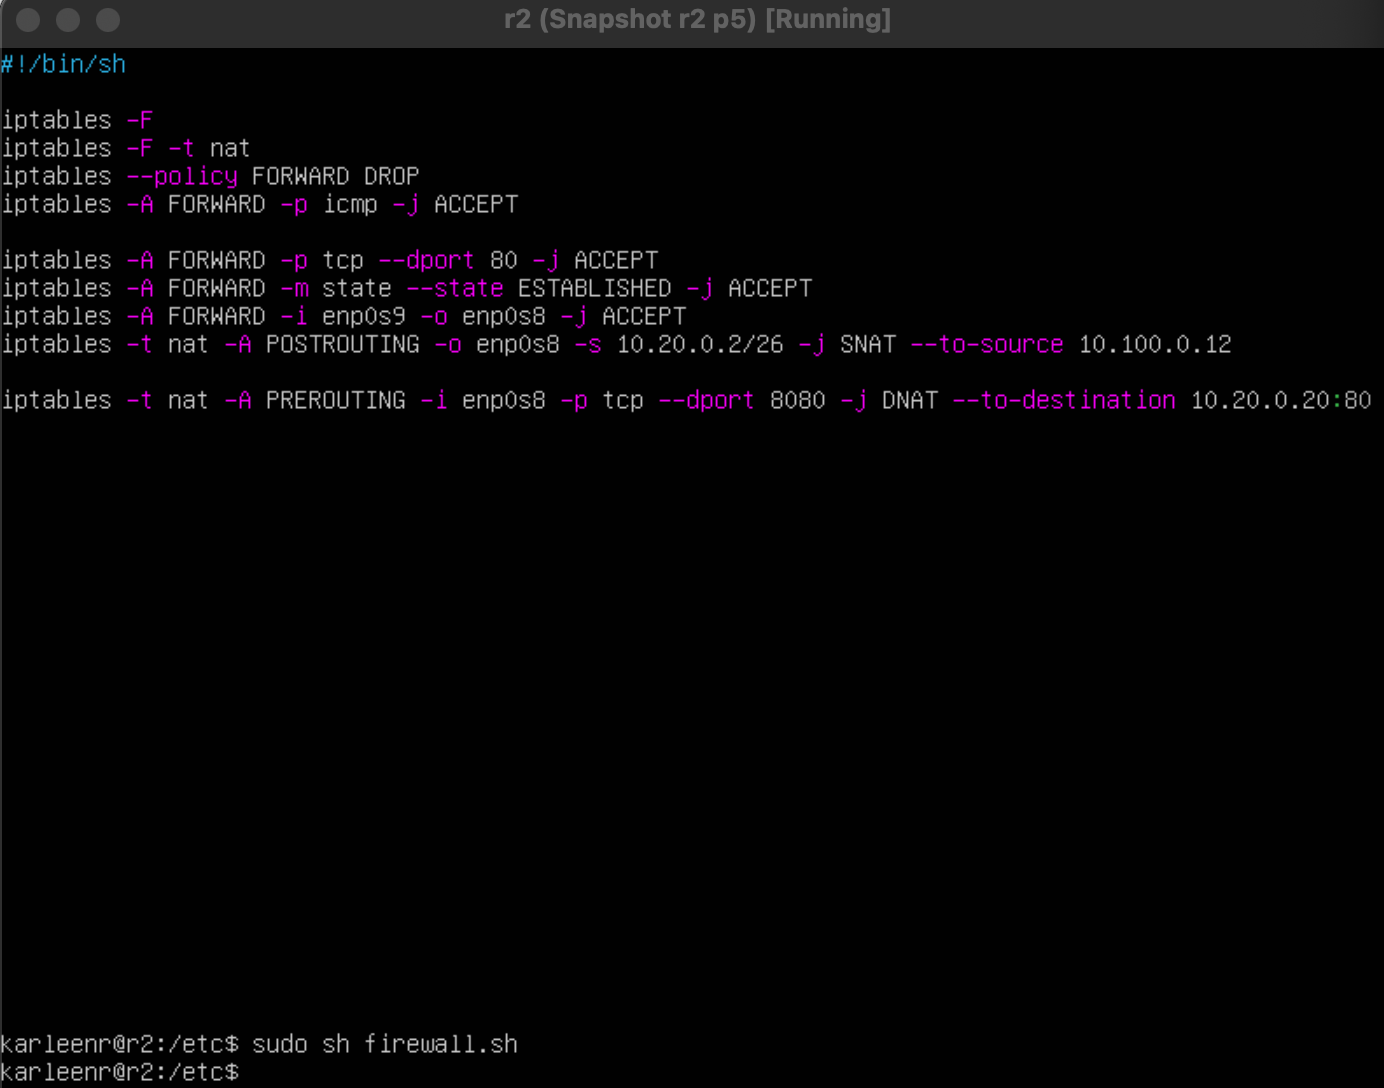 r2 (Snapshot r2 p5) [Running]
#!/bin/sh
iptables -F
iptables -F -t nat
iptables --policy FORWARD DROP
iptables -A FORWARD -p icmp -j ACCEPT
iptables -A FORWARD -p tcp --dport 80 -j ACCEPT
iptables -A FORWARD -m state --state ESTABLISHED -j ACCEPT
iptables -A FORWARD -i enp0s9 -o enp0s8 -j ACCEPT
iptables -t nat -A POSTROUTING -o enp0s8 -s 10.20.0.2/26 -j SNAT --to-source 10.100.0.12
iptables -t nat -A PREROUTING -i enp0s8 -p tcp --dport 8080 -j DNAT --to-destination 10.20.0.20:80
karleenr@r2:/etc$ sudo sh firewall.sh
karleenr@r2:/etc$